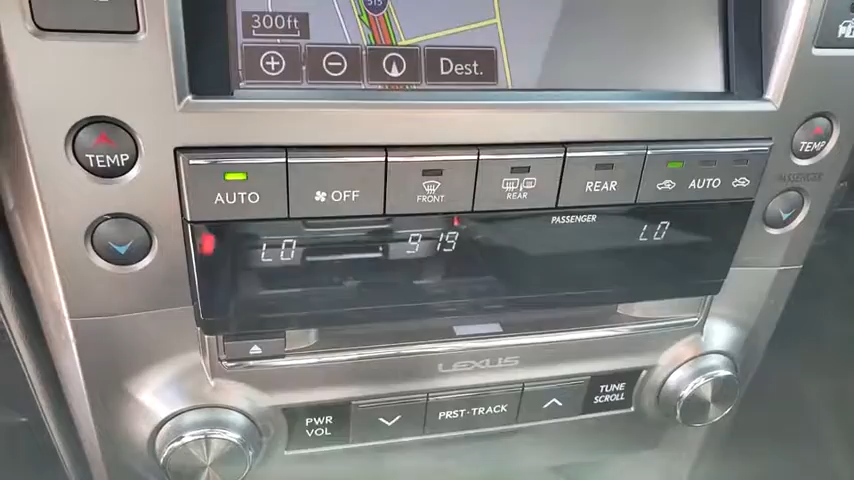 515
300ft
Dest.
TEMP
AUTO
OFF
FRONT
REAR
REAR
AUTO
TEMP
PASSENGER
PASSENGER
LO
9 19
LO
LEXUS
PWR
VOL
PRST·TRACK
TUNE
SCROLL